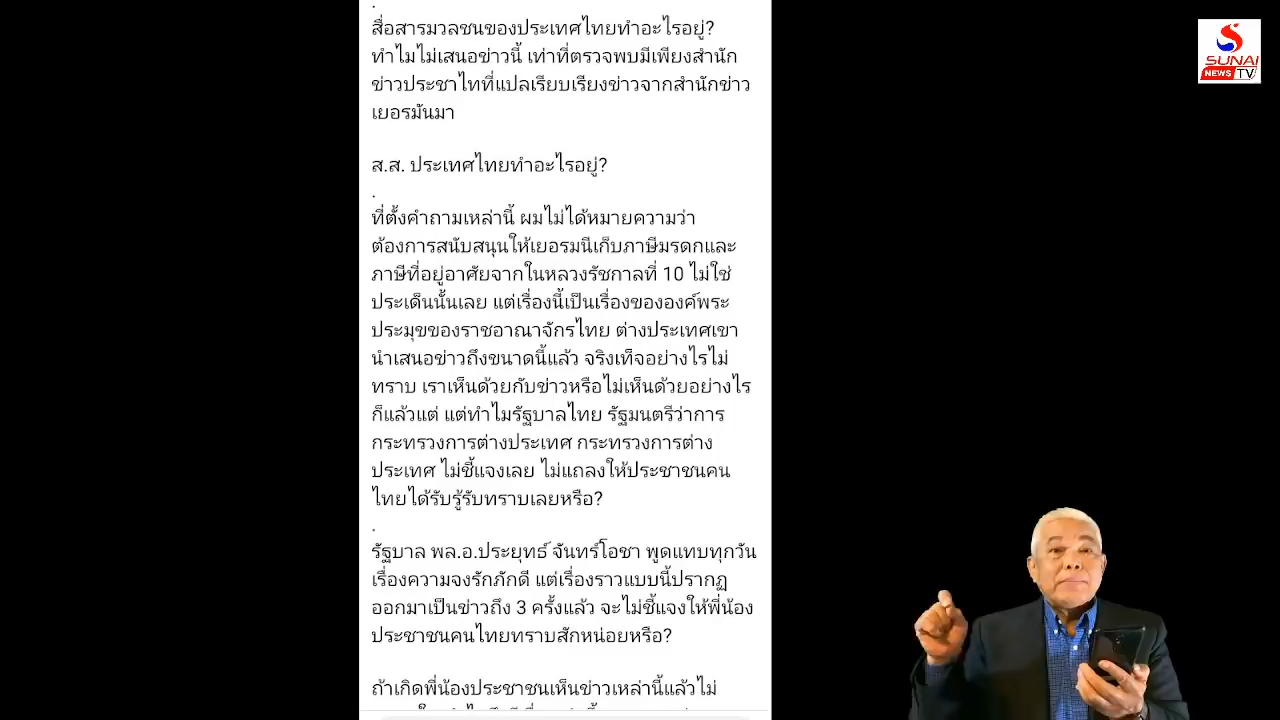 สื่อสารมวลชนของประเทศไทยทำอะไรอยู่?
ทำไมไม่เสนอข่าวนี้ เท่าที่ตรวจพบมีเพียงสำนัก
ข่าวประชาไทที่แปลเรียบเรียงข่าวจากสำนักข่าว
เยอรมันมา
ส.ส. ประเทศไทยทำอะไรอยู่?
.
ที่ตั้งคำถามเหล่านี้ ผมไม่ได้หมายความว่า
ต้องการสนับสนุนให้เยอรมนีเก็บภาษีมรดกและ
ภาษีที่อยู่อาศัยจากในหลวงรัชกาลที่ 10 ไม่ใช่
ประเด็นนั้นเลย แต่เรื่องนี้เป็นเรื่องขององค์พระ
ประมุขของราชอาณาจักรไทย ต่างประเทศเขา
นำเสนอข่าวถึงขนาดนี้แล้ว จริงเท็จอย่างไรไม่
ทราบ เราเห็นด้วยกับข่าวหรือไม่เห็นด้วยอย่างไร
ก็แล้วแต่ แต่ทำไมรัฐบาลไทย รัฐมนตรีว่าการ
กระทรวงการต่างประเทศ กระทรวงการต่าง
ประเทศ ไม่ชี้แจงเลย ไม่แถลงให้ประชาชนคน
ไทยได้รับรู้รับทราบเลยหรือ?
.
รัฐบาล พล.อ.ประยุทธ์ จันทร์โอชา พูดแทบทุกวัน
เรื่องความจงรักภักดี แต่เรื่องราวแบบนี้ปรากฏ
ออกมาเป็นข่าวถึง 3 ครั้งแล้ว จะไม่ชี้แจงให้พี่น้อง
ประชาชนคนไทยทราบสักหน่อยหรือ?
ถ้าเกิดพี่น้องประชาชนเห็นข่าวเหล่านี้แล้วไม่
SUNAI
NEWS TV